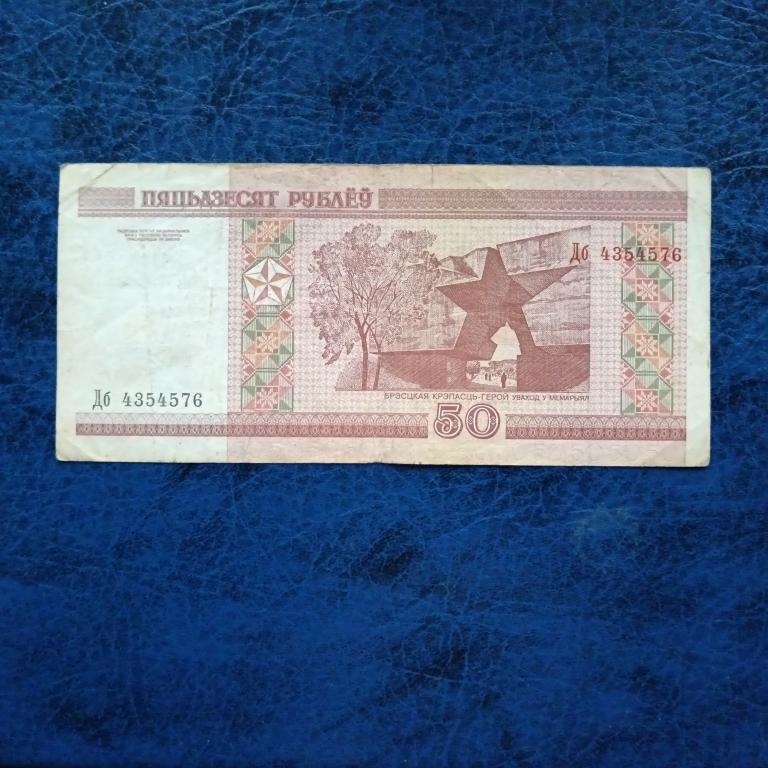 ПЯЦЬДЗЕСЯТ РУБЛЁЎ
Дб 4354576
Дб 4354576
БРЭСЦКАЯ КРЭПАСЦЬ-ГЕРОЙ УВАХОД У МЕМАРЫЯЛ
50